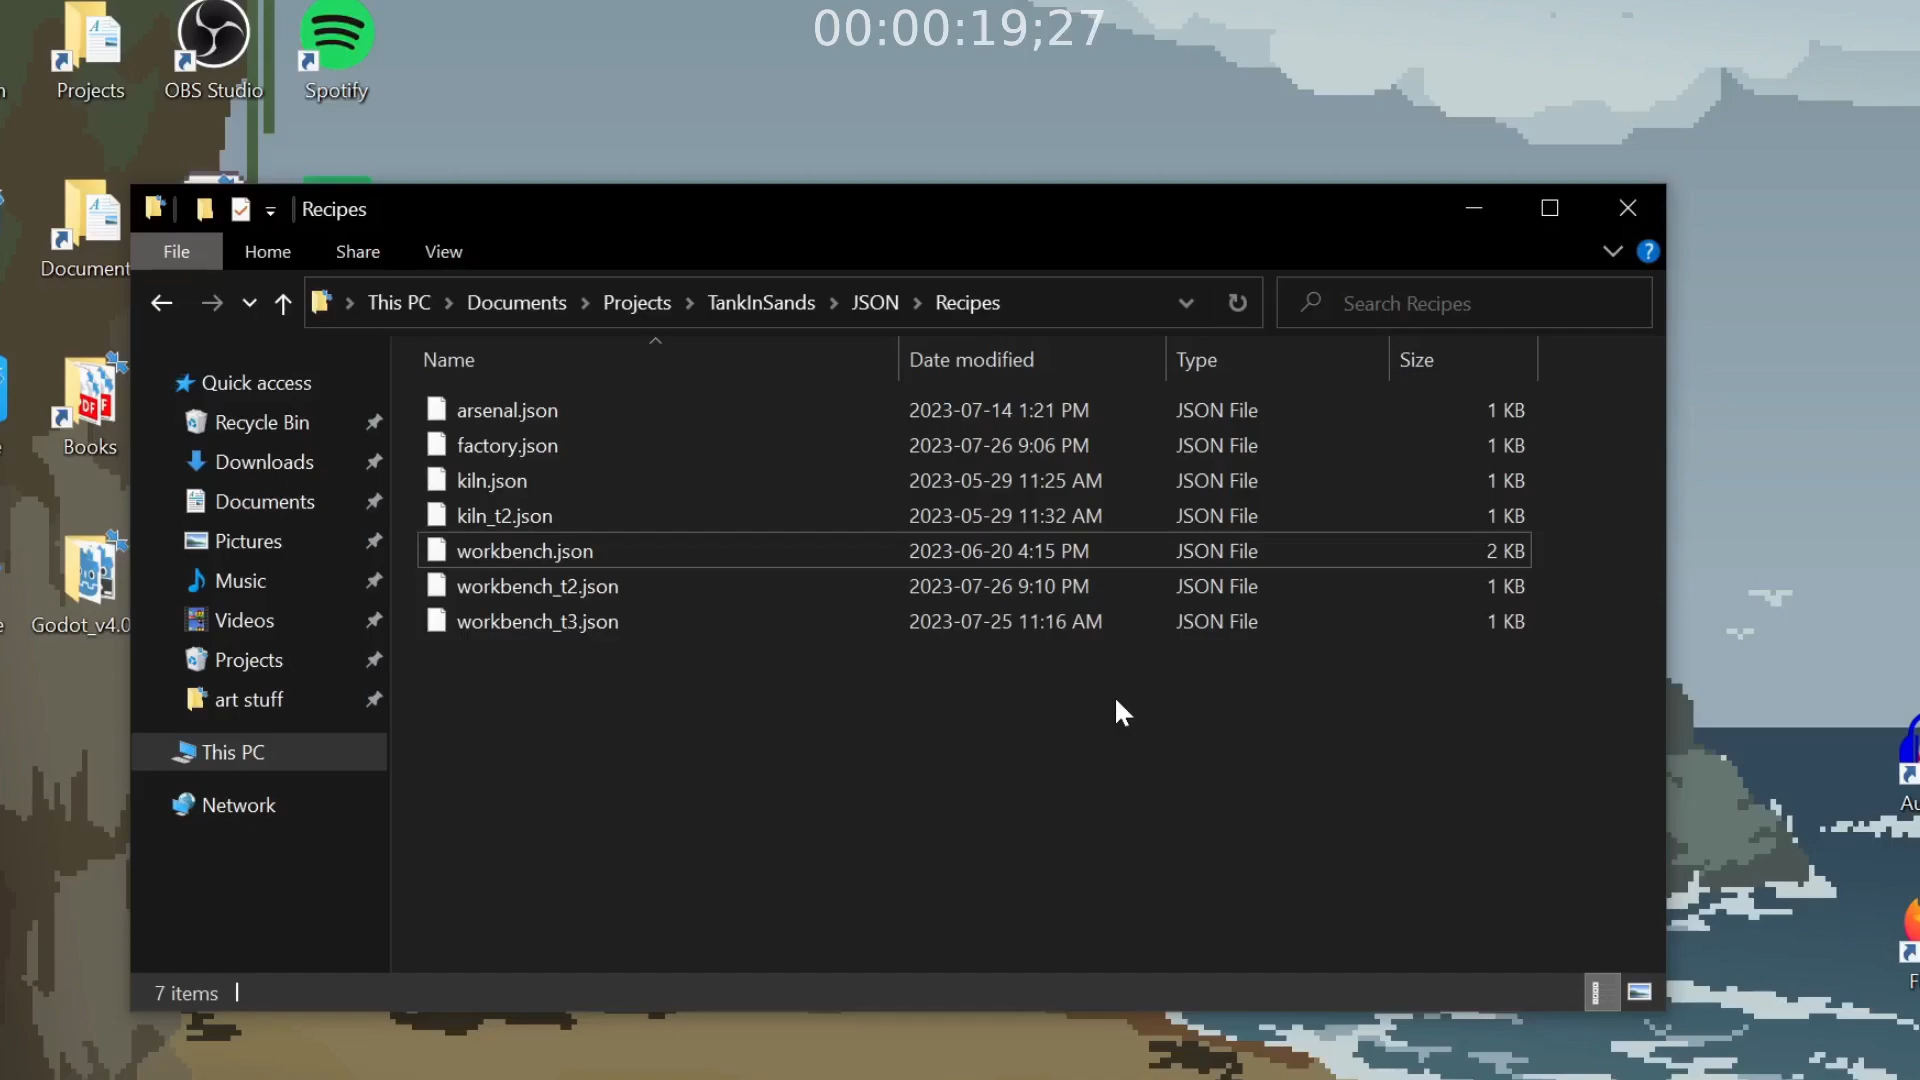 00:00:19;27
Projects
OBS Studio
Spotify
Document
Books
Godot_v4.0
Recipes
File
Home
Share
View
?
This PC
Documents
Projects
TankInSands
JSON
Recipes
Search Recipes
Name
Date modified
Type
Size
Quick access
Recycle Bin
Downloads
Documents
Pictures
Music
Videos
Projects
art stuff
This PC
Network
arsenal.json 2023-07-14 1:21 PM JSON File 1 KB
factory.json 2023-07-26 9:06 PM JSON File 1 KB
kiln.json 2023-05-29 11:25 AM JSON File 1 KB
kiln_t2.json 2023-05-29 11:32 AM JSON File 1 KB
workbench.json 2023-06-20 4:15 PM JSON File 2 KB
workbench_t2.json 2023-07-26 9:10 PM JSON File 1 KB
workbench_t3.json 2023-07-25 11:16 AM JSON File 1 KB
7 items
Au
F
PDF